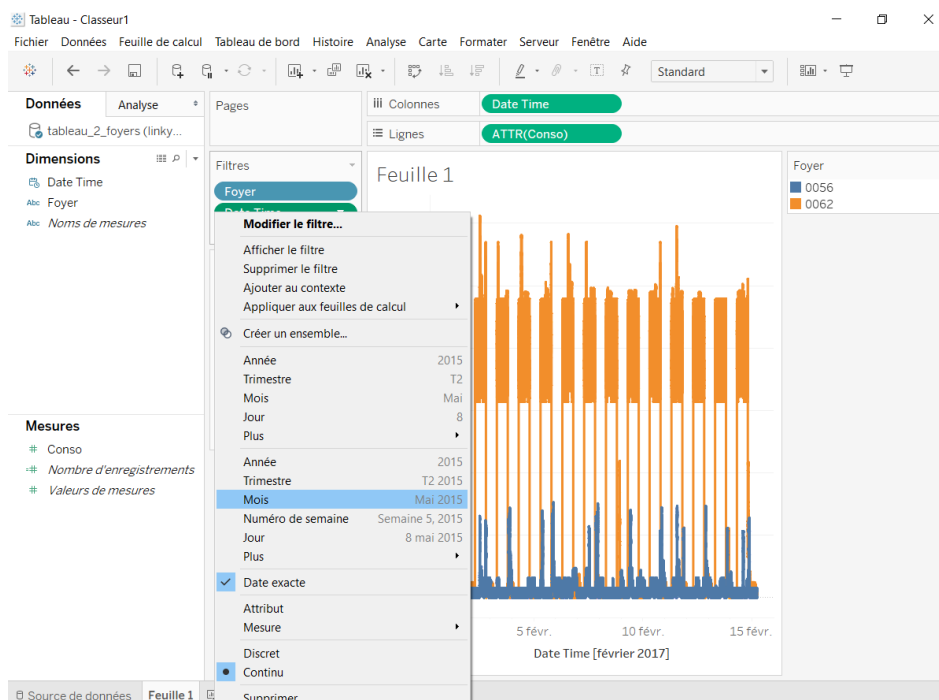 Tableau - Classeur1
Fichier Données Feuille de calcul Tableau de bord Histoire Analyse Carte Formater Serveur Fenêtre Aide
Standard
Données Analyse
tableau_2_foyers (linky...
Dimensions
Date Time
Abc Foyer
Abc Noms de mesures
Mesures
# Conso
# Nombre d'enregistrements
# Valeurs de mesures
Pages
Filtres
Foyer
Date Time
Colonnes Date Time
Lignes ATTR(Conso)
Feuille 1
Modifier le filtre...
Afficher le filtre
Supprimer le filtre
Ajouter au contexte
Appliquer aux feuilles de calcul
Créer un ensemble...
Année 2015
Trimestre T2
Mois Mai
Jour 8
Plus
Année 2015
Trimestre T2 2015
Mois Mai 2015
Numéro de semaine Semaine 5, 2015
Jour 8 mai 2015
Plus
Date exacte
Attribut
Mesure
Discret
Continu
Supprimer
5 févr. 10 févr. 15 févr.
Date Time [février 2017]
Foyer
0056
0062
Source de données Feuille 1